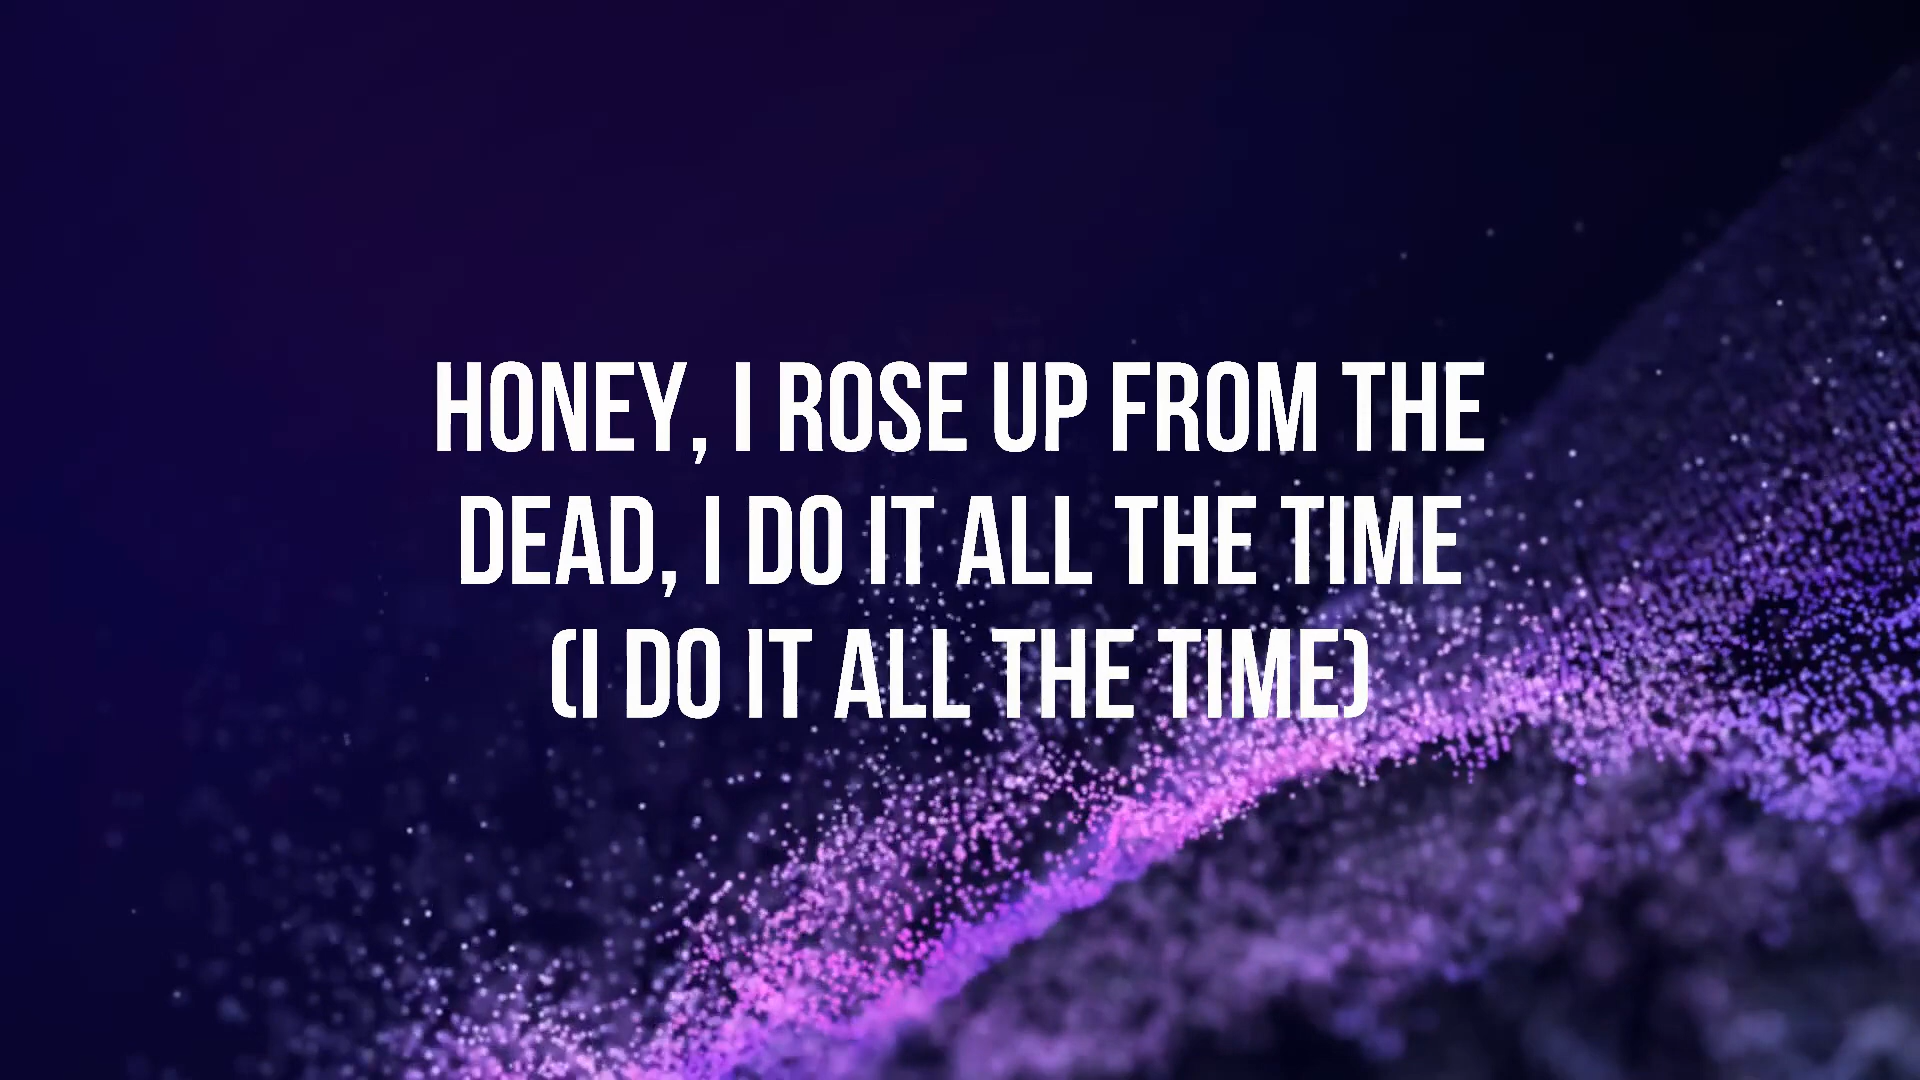 HONEY, I ROSE UP FROM THE
DEAD, I DO IT ALL THE TIME
(I DO IT ALL THE TIME)